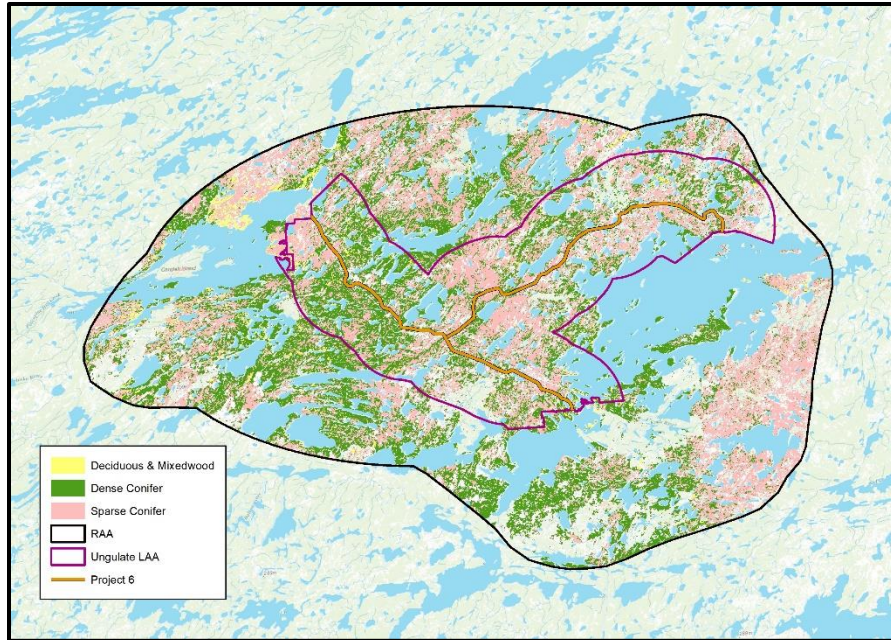 Deciduous & Mixedwood
Dense Conifer
Sparse Conifer
RAA
Ungulate LAA
Project 6